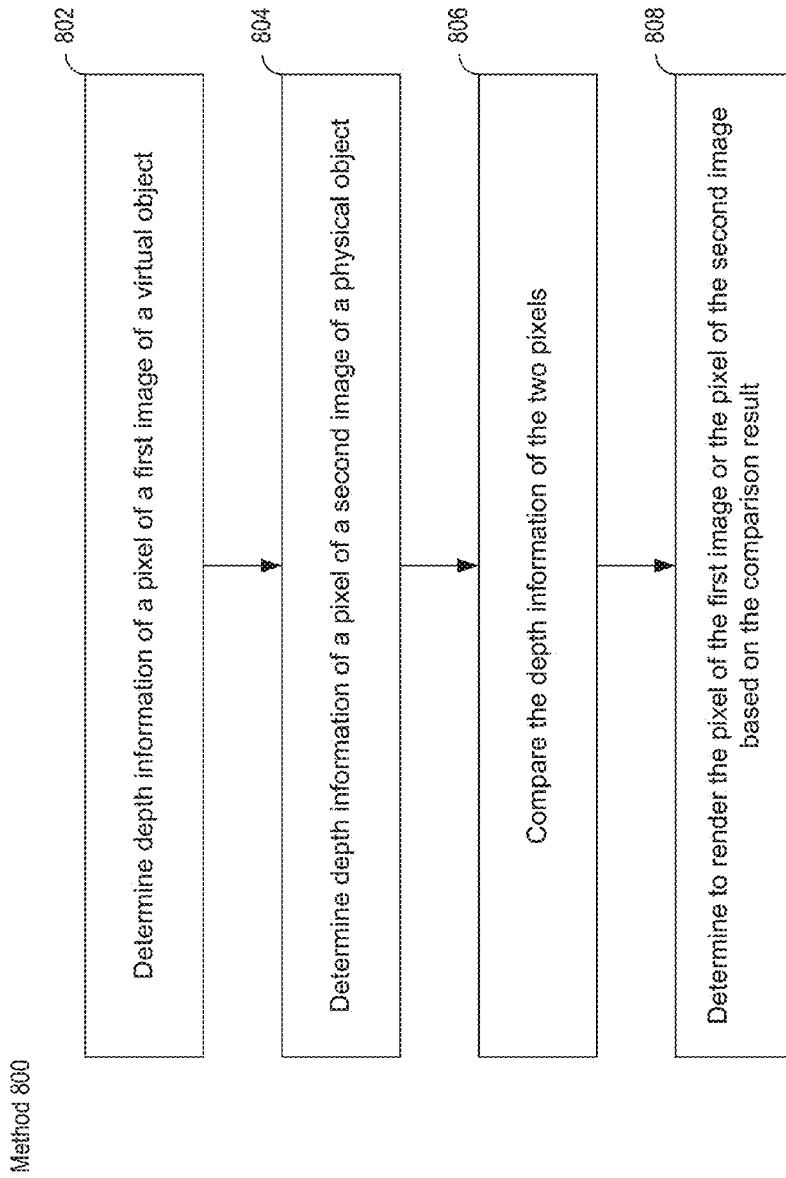 Method 800
802
Determine depth information of a pixel of a first image of a virtual object
804
Determine depth information of a pixel of a second image of a physical object
806
Compare the depth information of the two pixels
808
Determine to render the pixel of the first image or the pixel of the second image
based on the comparison result